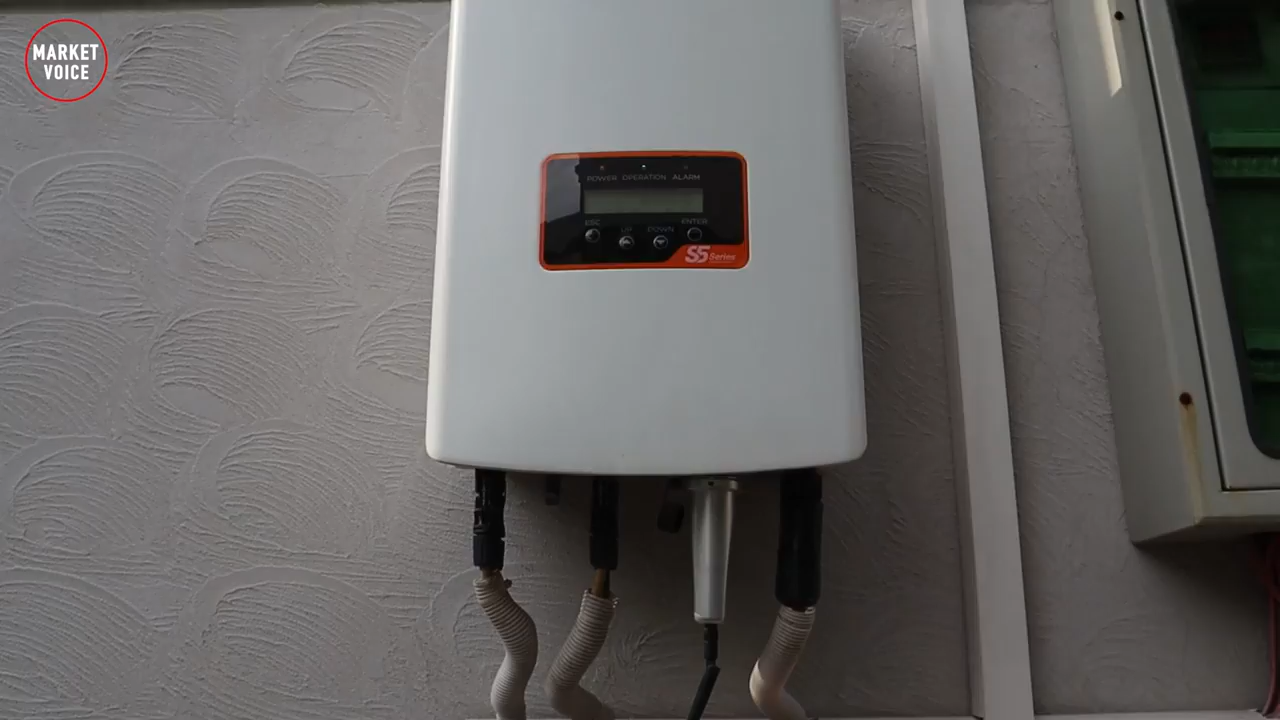 MARKET
VOICE
POWER OPERATION ALARM
ESC
UP
DOWN
ENTER
S5 Series